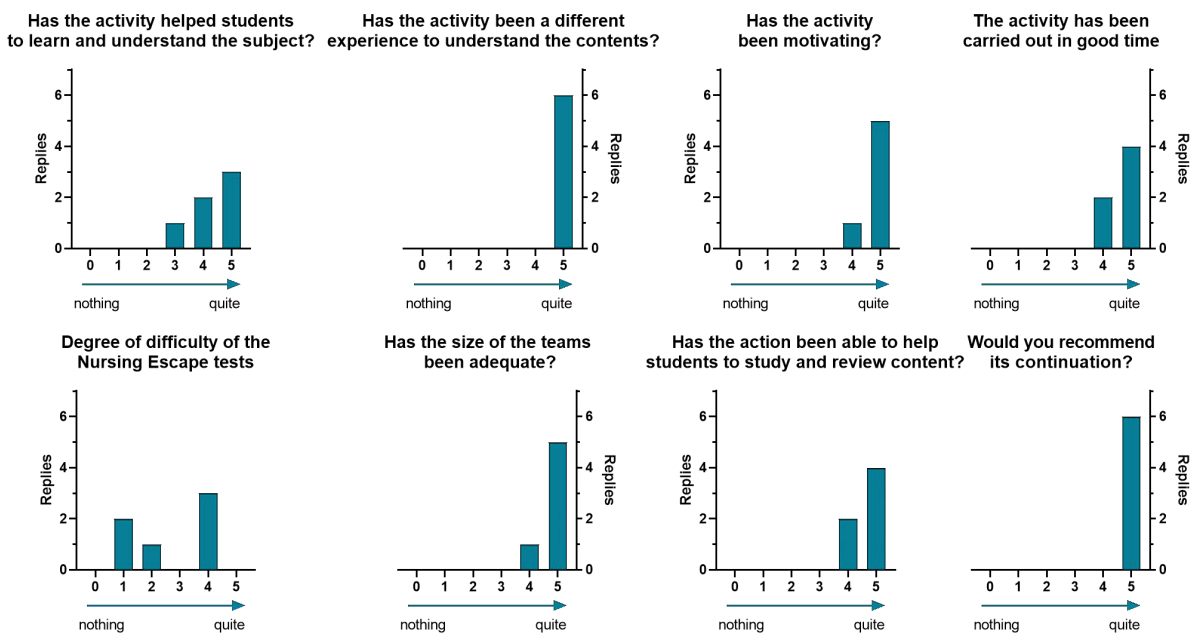 Has the activity helped students
to learn and understand the subject?
Replies
6
4
2
0
0 1 2 3 4 5
nothing quite
Has the activity been a different
experience to understand the contents?
6
4
2
0
Replies
0 1 2 3 4 5
nothing quite
Has the activity
been motivating?
Replies
6
4
2
0
0 1 2 3 4 5
nothing quite
The activity has been
carried out in good time
6
4
2
0
Replies
0 1 2 3 4 5
nothing quite
Degree of difficulty of the
Nursing Escape tests
Replies
6
4
2
0
0 1 2 3 4 5
nothing quite
Has the size of the teams
been adequate?
6
4
2
0
Replies
0 1 2 3 4 5
nothing quite
Has the action been able to help
students to study and review content?
Replies
6
4
2
0
0 1 2 3 4 5
nothing quite
Would you recommend
its continuation?
6
4
2
0
Replies
0 1 2 3 4 5
nothing quite